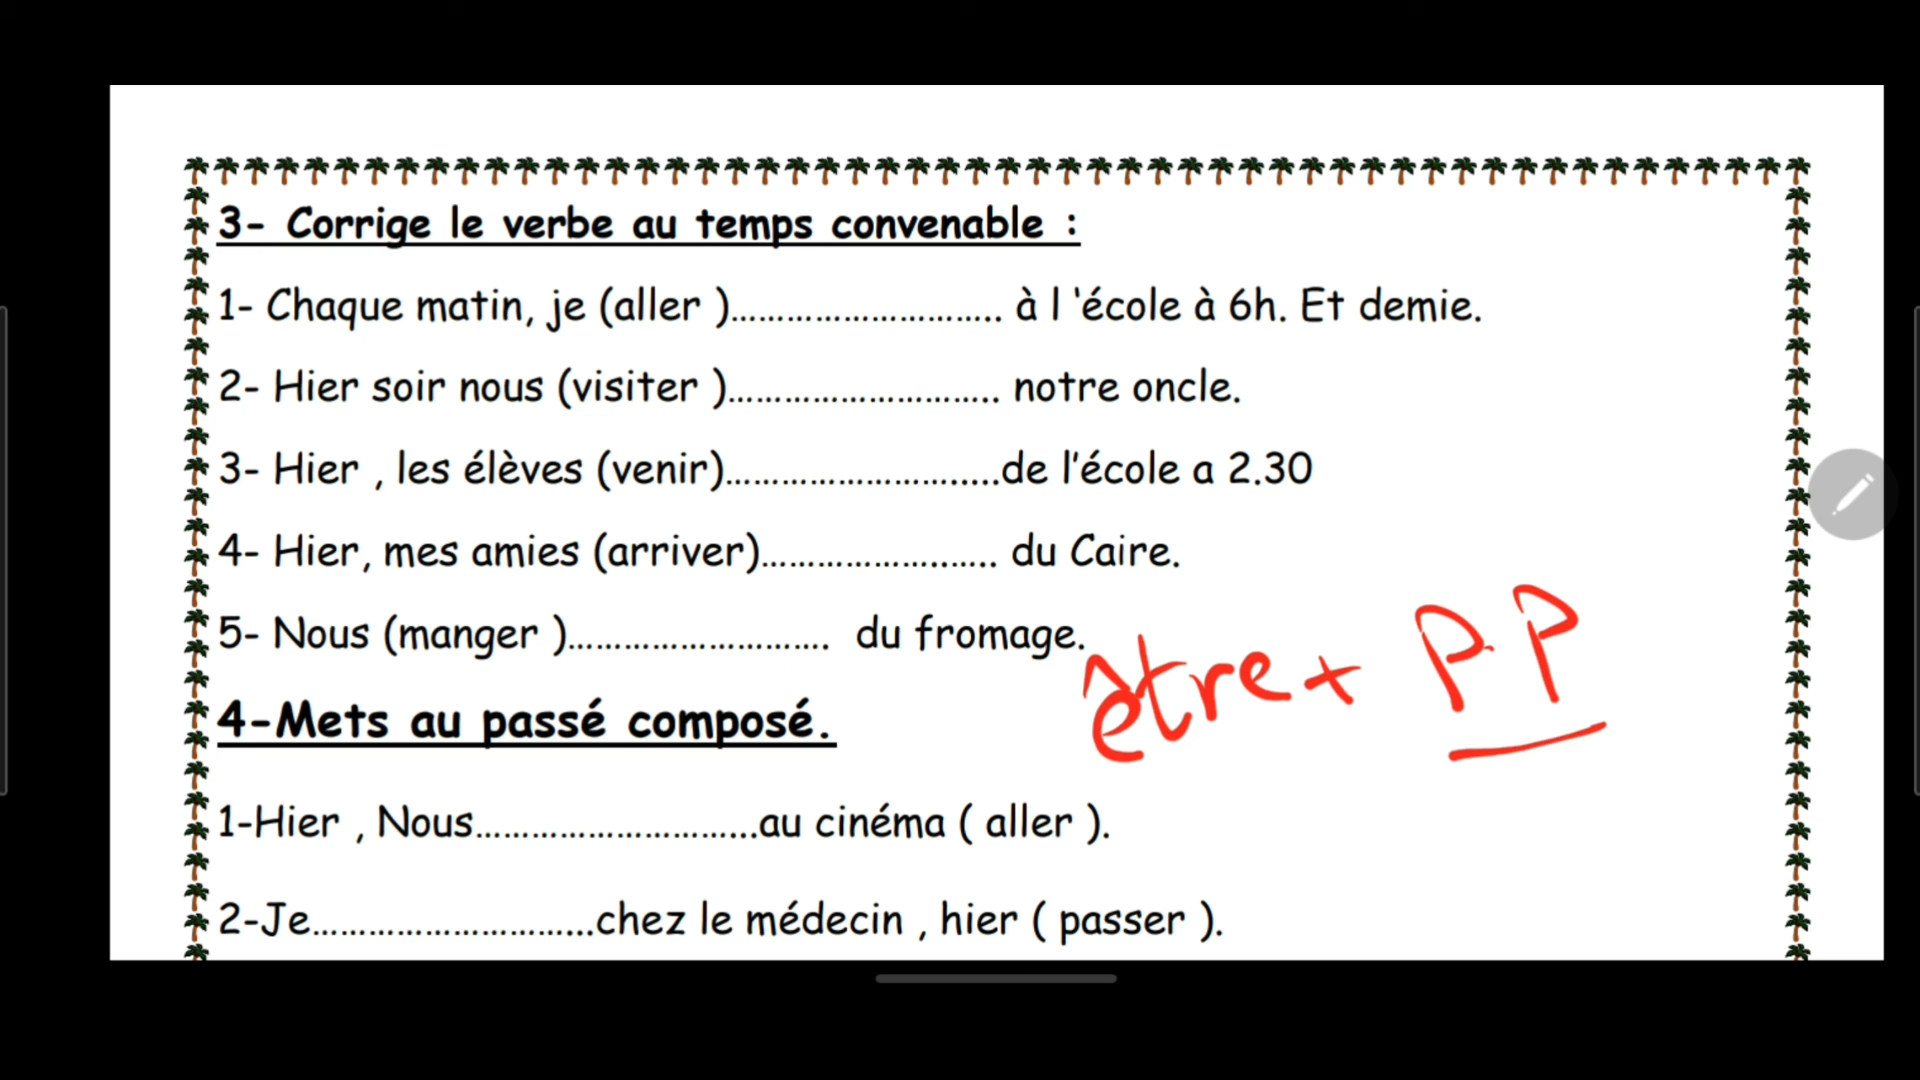 3- Corrige le verbe au temps convenable :
1- Chaque matin, je (aller )……………………….. à l 'école à 6h. Et demie.
2- Hier soir nous (visiter )……………………….. notre oncle.
3- Hier , les élèves (venir)…………………….....de l'école a 2.30
4- Hier, mes amies (arriver)………………..….. du Caire.
5- Nous (manger )………………………. du fromage.
être + P.P
4-Mets au passé composé.
1-Hier , Nous………………………...au cinéma ( aller ).
2-Je………………………...chez le médecin , hier ( passer ).